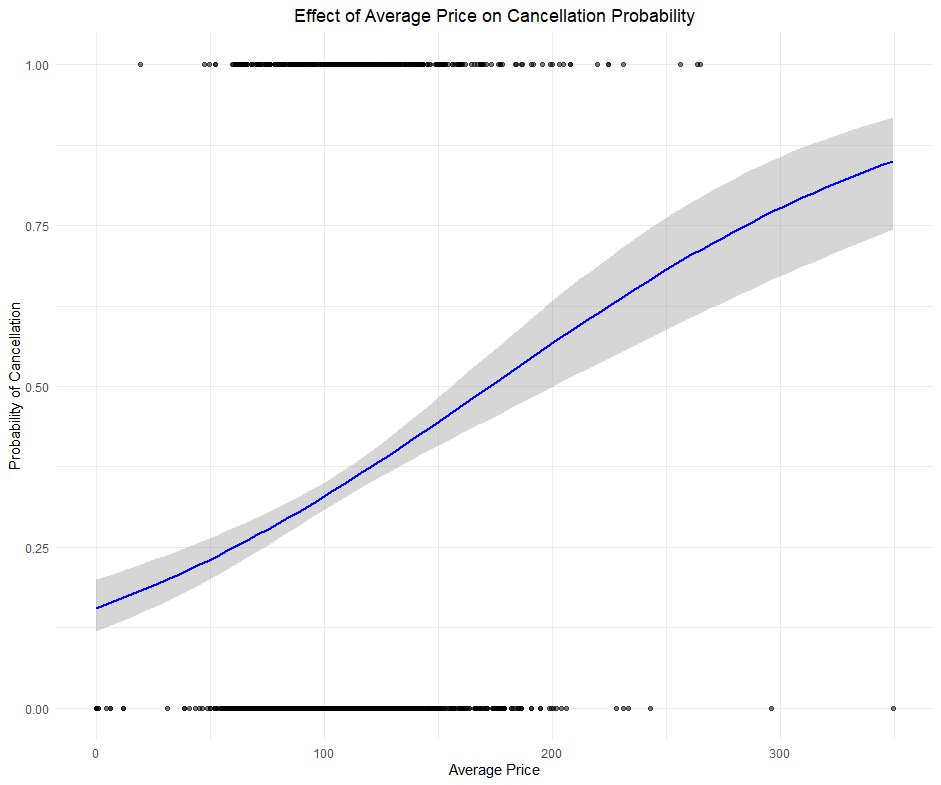 Effect of Average Price on Cancellation Probability
1.00
0.75
0.50
0.25
0.00
Probability of Cancellation
0 100 200 300
Average Price